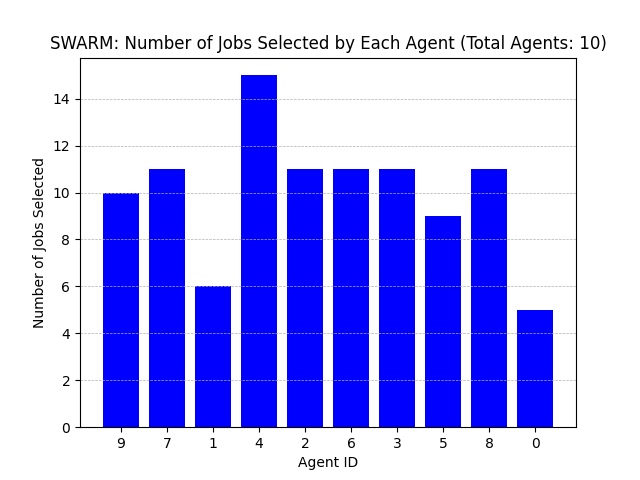 SWARM: Number of Jobs Selected by Each Agent (Total Agents: 10)
Number of Jobs Selected
14
12
10
8
6
4
2
0
9 7 1 4 2 6 3 5 8 0
Agent ID